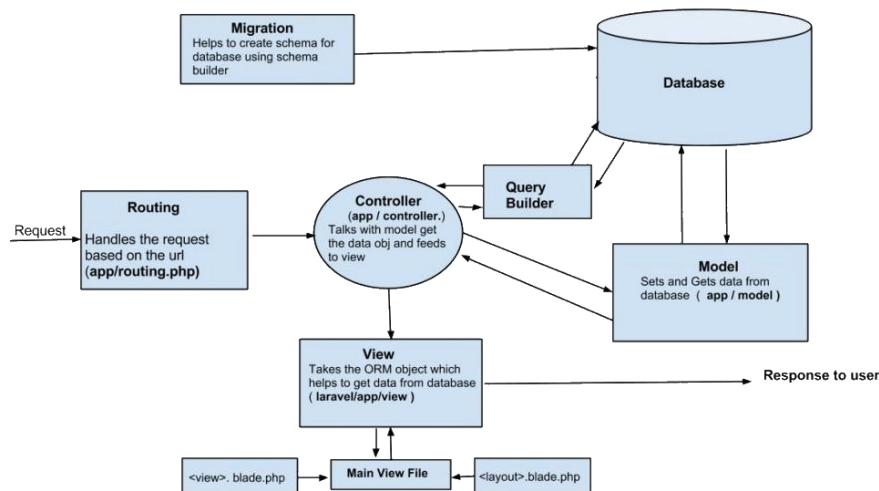 Migration
Helps to create schema for
database using schema
builder
Database
Query
Builder
Controller
(app / controller.)
Talks with model get
the data obj and feeds
to view
Routing
Handles the request
based on the url
(app/routing.php)
Request
Model
Sets and Gets data from
database ( app / model )
View
Takes the ORM object which
helps to get data from database
( laravel/app/view )
Response to user
<view>. blade.php
Main View File
<layout>.blade.php